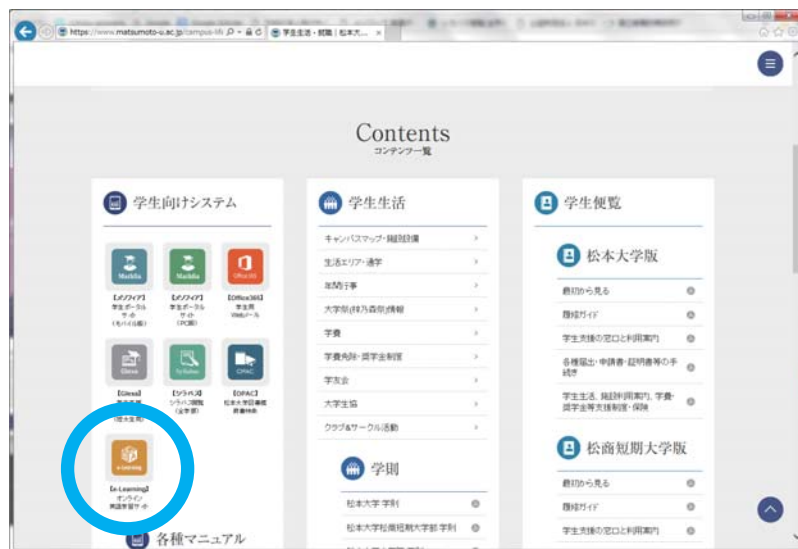 https://www.matsumoto-u.ac.jp/campus-lif
学生生活・就職 | 松本大...
Contents
コンテンツ一覧
学生向けシステム
Mathfia
【メソフィア】
学生ポータル
サイト
(モバイル版)
【メソフィア】
学生ポータル
サイト
(PC版)
Office365
【Office365】
学生用
Webメール
Glexa
【Glexa】
(短大生用)
シラバス
【シラバス】
シラバス閲覧
(全学部)
OPAC
【OPAC】
松本大学図書館
蔵書検索
e-Learning
【e-Learning】
オンライン
英語学習サイト
各種マニュアル
学生生活
キャンパスマップ・施設設備
生活エリア・通学
年間行事
大学祭(梓乃森祭)情報
学費
学費免除・奨学金制度
学友会
大学生協
クラブ&サークル活動
学則
松本大学 学則
松本大学松商短期大学部 学則
学生便覧
松本大学版
最初から見る
履修ガイド
学生支援の窓口と利用案内
各種届出・申請書・証明書等の手
続き
学生生活、施設利用案内、学費・
奨学金等支援制度・保険
松商短期大学版
最初から見る
履修ガイド
学生支援の窓口と利用案内